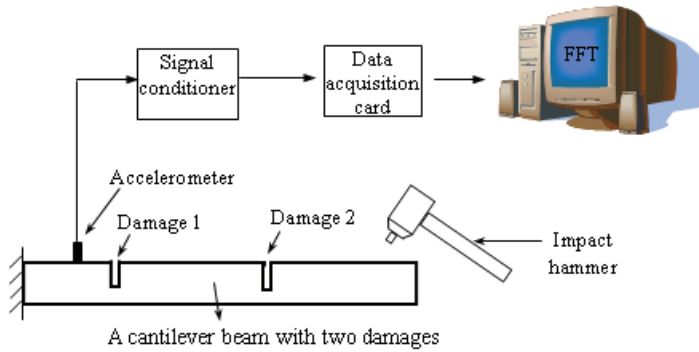 Signal
conditioner
Data
acquisition
card
FFT
Accelerometer
Damage 1
Damage 2
Impact
hammer
A cantilever beam with two damages